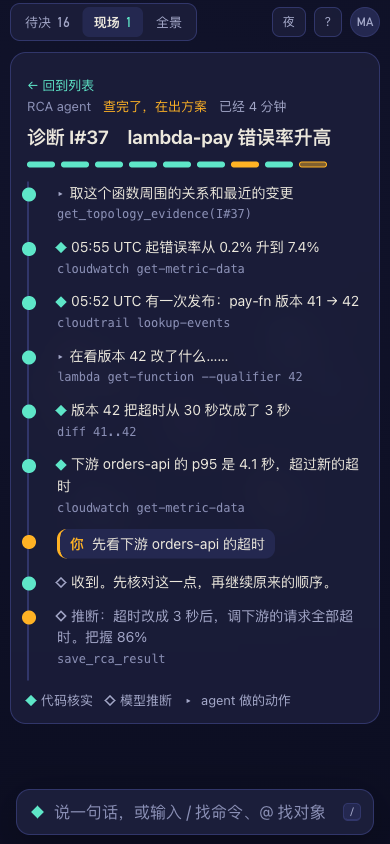 待决 16 现场 1 全景 夜 ? MA
← 回到列表
RCA agent 查完了，在出方案 已经 4 分钟
诊断 I#37 lambda-pay 错误率升高
▸ 取这个函数周围的关系和最近的变更
get_topology_evidence(I#37)
◆ 05:55 UTC 起错误率从 0.2% 升到 7.4%
cloudwatch get-metric-data
◆ 05:52 UTC 有一次发布：pay-fn 版本 41 → 42
cloudtrail lookup-events
▸ 在看版本 42 改了什么……
lambda get-function --qualifier 42
◆ 版本 42 把超时从 30 秒改成了 3 秒
diff 41..42
◆ 下游 orders-api 的 p95 是 4.1 秒，超过新的超
时
cloudwatch get-metric-data
你 先看下游 orders-api 的超时
◇ 收到。先核对这一点，再继续原来的顺序。
◇ 推断：超时改成 3 秒后，调下游的请求全部超
时。把握 86%
save_rca_result
◆ 代码核实 ◇ 模型推断 ▸ agent 做的动作
◆ 说一句话，或输入 / 找命令、@ 找对象 /